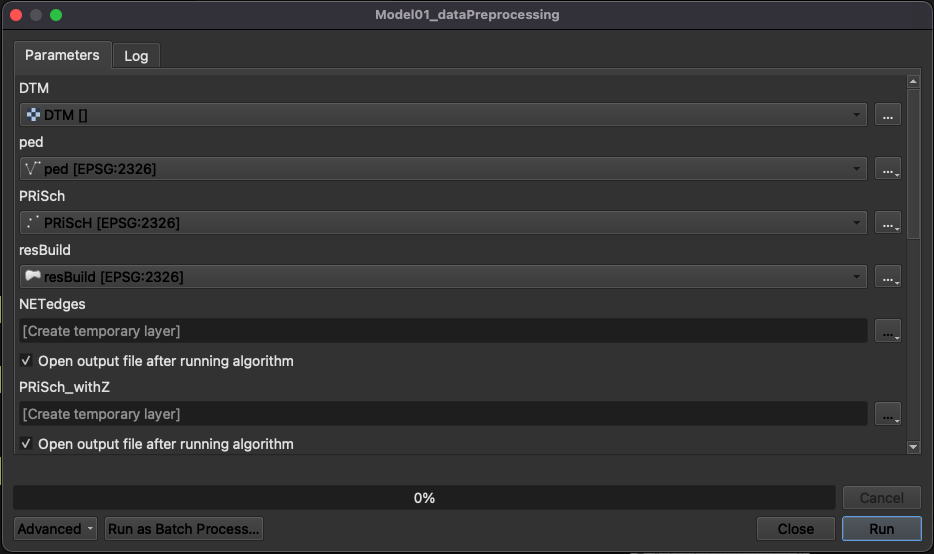 Model01_dataPreprocessing
Parameters Log
DTM
DTM []
...
ped
ped [EPSG:2326]
...
PRiSch
PRiScH [EPSG:2326]
...
resBuild
resBuild [EPSG:2326]
...
NETedges
[Create temporary layer]
...
Open output file after running algorithm
PRiSch_withZ
[Create temporary layer]
...
Open output file after running algorithm
0%
Cancel
Advanced Run as Batch Process... Close Run